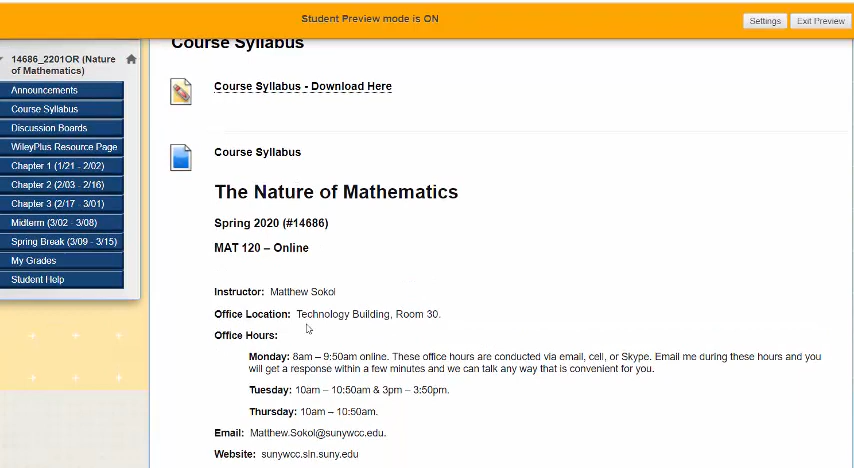 Student Preview mode is ON
Settings
Exit Preview
14686_2201OR (Nature
of Mathematics)
Announcements
Course Syllabus
Discussion Boards
WileyPlus Resource Page
Chapter 1 (1/21 - 2/02)
Chapter 2 (2/03 - 2/16)
Chapter 3 (2/17 - 3/01)
Midterm (3/02 - 3/08)
Spring Break (3/09 - 3/15)
My Grades
Student Help
Course Syllabus
Course Syllabus - Download Here
Course Syllabus
The Nature of Mathematics
Spring 2020 (#14686)
MAT 120 – Online
Instructor: Matthew Sokol
Office Location: Technology Building, Room 30.
Office Hours:
Monday: 8am – 9:50am online. These office hours are conducted via email, cell, or Skype. Email me during these hours and you
will get a response within a few minutes and we can talk any way that is convenient for you.
Tuesday: 10am – 10:50am & 3pm – 3:50pm.
Thursday: 10am – 10:50am.
Email: Matthew.Sokol@sunywcc.edu.
Website: sunywcc.sln.suny.edu